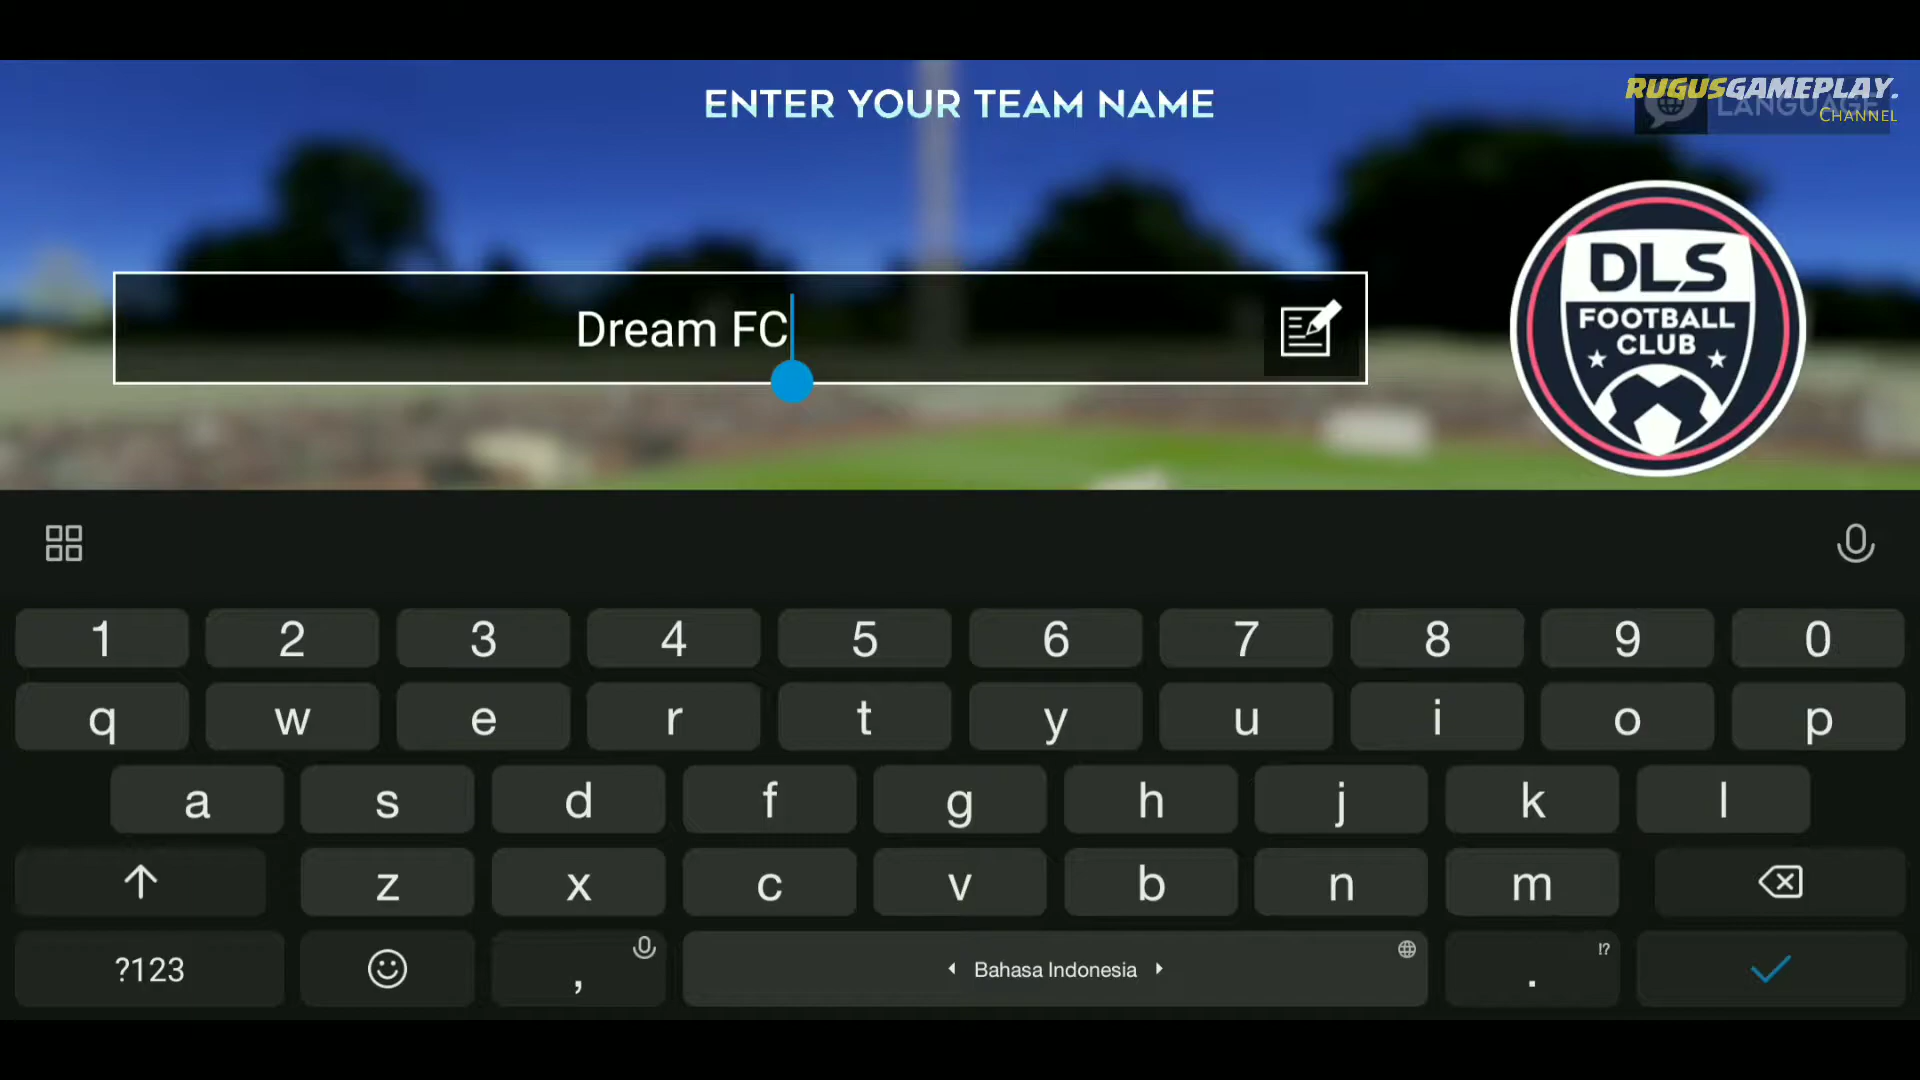 ENTER YOUR TEAM NAME
RUGUSGAMEPLAY.
LANGUAGE
CHANNEL
Dream FC
DLS
FOOTBALL
CLUB
1 2 3 4 5 6 7 8 9 0
q w e r t y u i o p
a s d f g h j k l
z x c v b n m
?123 , Bahasa Indonesia . !?